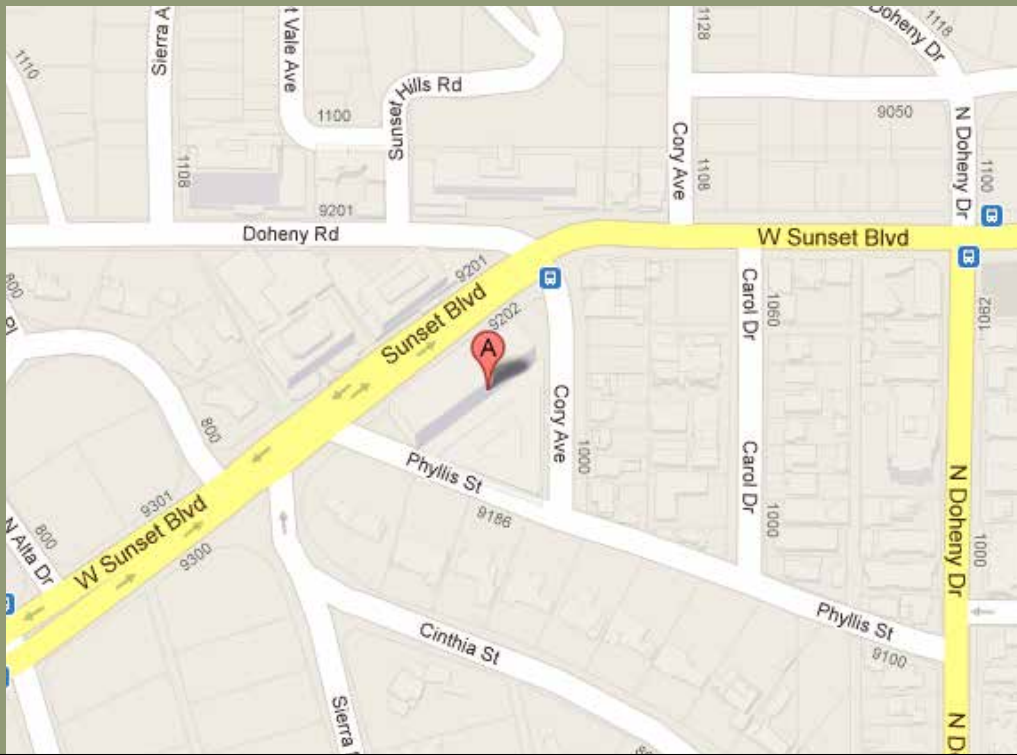 1110
Sierra A
t Vale Ave
1100
Sunset Hills Rd
1108
9201
Doheny Rd
1128
Cory Ave
1108
Doheny Dr
1118
9050
N Doheny Dr
1100
W Sunset Blvd
9201
Sunset Blvd
9202
A
800
Pl
800
Cory Ave
1000
Carol Dr
1060
Carol Dr
1000
1062
N Doheny Dr
1000
Phyllis St
9186
Phyllis St
9100
9301
W Sunset Blvd
9300
N Alta Dr
800
Cinthia St
Sierra
N D